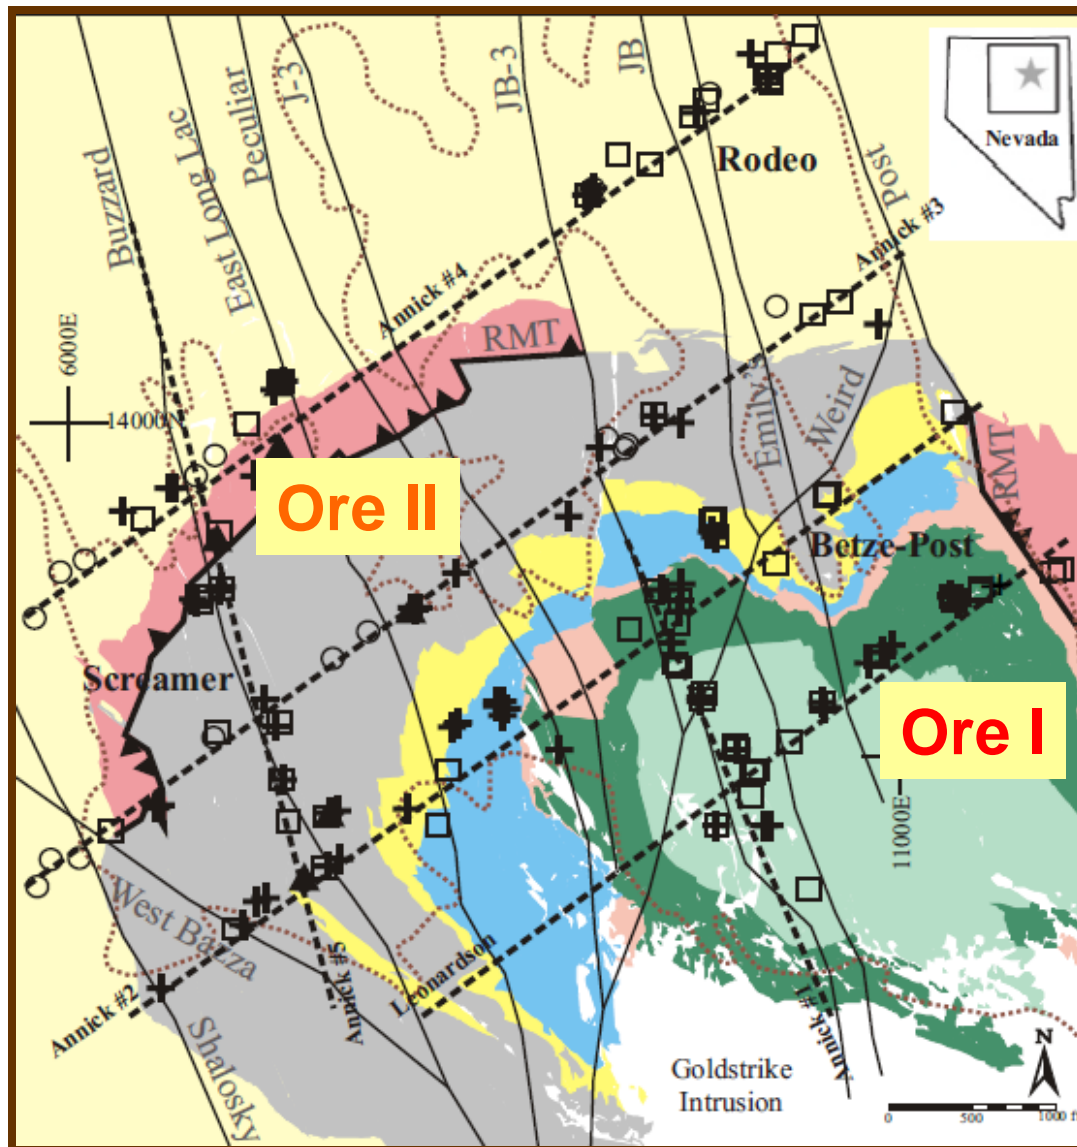 Buzzard
East Long Lac
Peculiar
J-3
JB-3
JB
Post
Nevada
Rodeo
Annick #3
Annick #4
RMT
6000E
14000N
Emily's
Weird
RMT
Ore II
Betze-Post
Screamer
Ore I
11000E
West Bazza
Annick #5
Leonardson
Annick #2
Shalosky
Annick #1
Goldstrike
Intrusion
N
0 500 1000 f